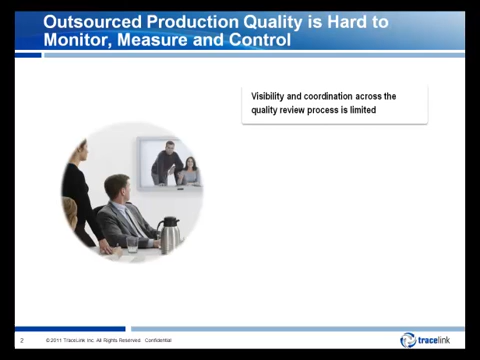 Outsourced Production Quality is Hard to
Monitor, Measure and Control
Visibility and coordination across the
quality review process is limited
2 © 2011 TraceLink Inc. All Rights Reserved Confidential
tracelink